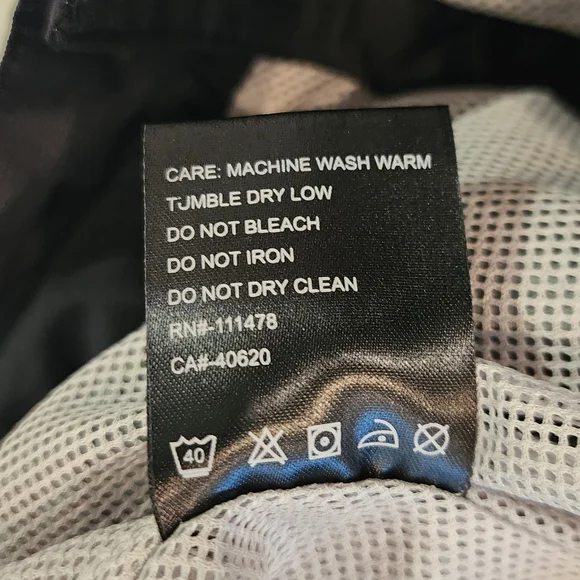 CARE: MACHINE WASH WARM
TUMBLE DRY LOW
DO NOT BLEACH
DO NOT IRON
DO NOT DRY CLEAN
RN#-111478
CA#-40620
40